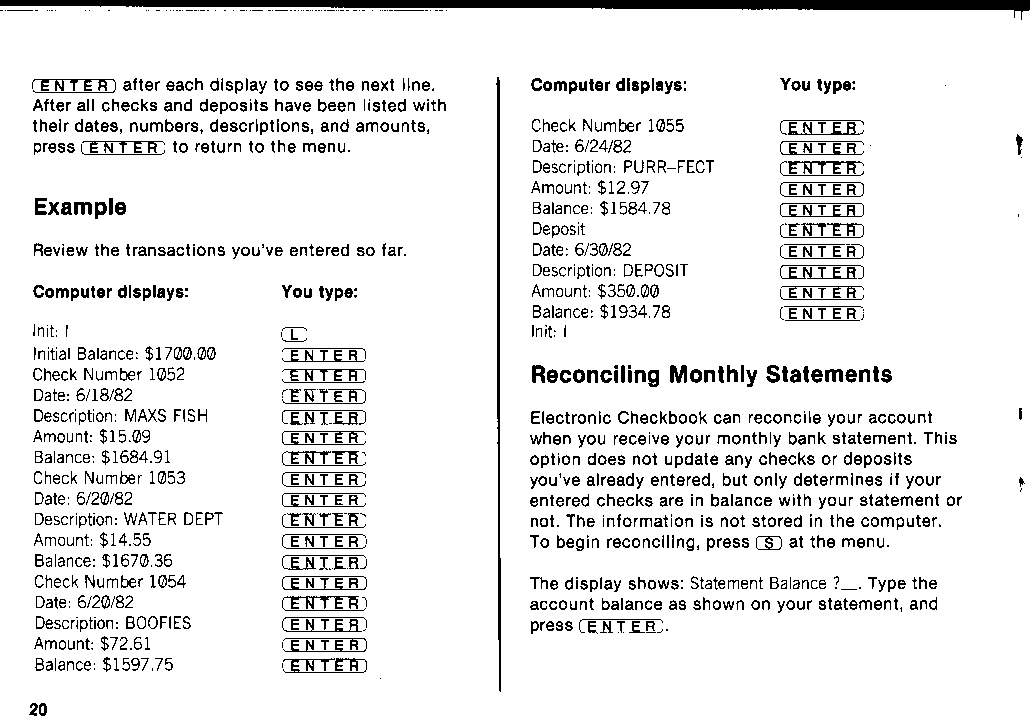 ENTER after each display to see the next line.
After all checks and deposits have been listed with
their dates, numbers, descriptions, and amounts,
press ENTER to return to the menu.
Example
Review the transactions you've entered so far.
Computer displays: You type:
Init: I L
Initial Balance: $1700.00 ENTER
Check Number 1052 ENTER
Date: 6/18/82 ENTER
Description: MAXS FISH ENTER
Amount: $15.09 ENTER
Balance: $1684.91 ENTER
Check Number 1053 ENTER
Date: 6/20/82 ENTER
Description: WATER DEPT ENTER
Amount: $14.55 ENTER
Balance: $1670.36 ENTER
Check Number 1054 ENTER
Date: 6/20/82 ENTER
Description: BOOFIES ENTER
Amount: $72.61 ENTER
Balance: $1597.75 ENTER
20
Computer displays: You type:
Check Number 1055 ENTER
Date: 6/24/82 ENTER
Description: PURR-FECT ENTER
Amount: $12.97 ENTER
Balance: $1584.78 ENTER
Deposit ENTER
Date: 6/30/82 ENTER
Description: DEPOSIT ENTER
Amount: $350.00 ENTER
Balance: $1934.78 ENTER
Init: I
Reconciling Monthly Statements
Electronic Checkbook can reconcile your account
when you receive your monthly bank statement. This
option does not update any checks or deposits
you've already entered, but only determines if your
entered checks are in balance with your statement or
not. The information is not stored in the computer.
To begin reconciling, press S at the menu.
The display shows: Statement Balance ?_. Type the
account balance as shown on your statement, and
press ENTER.